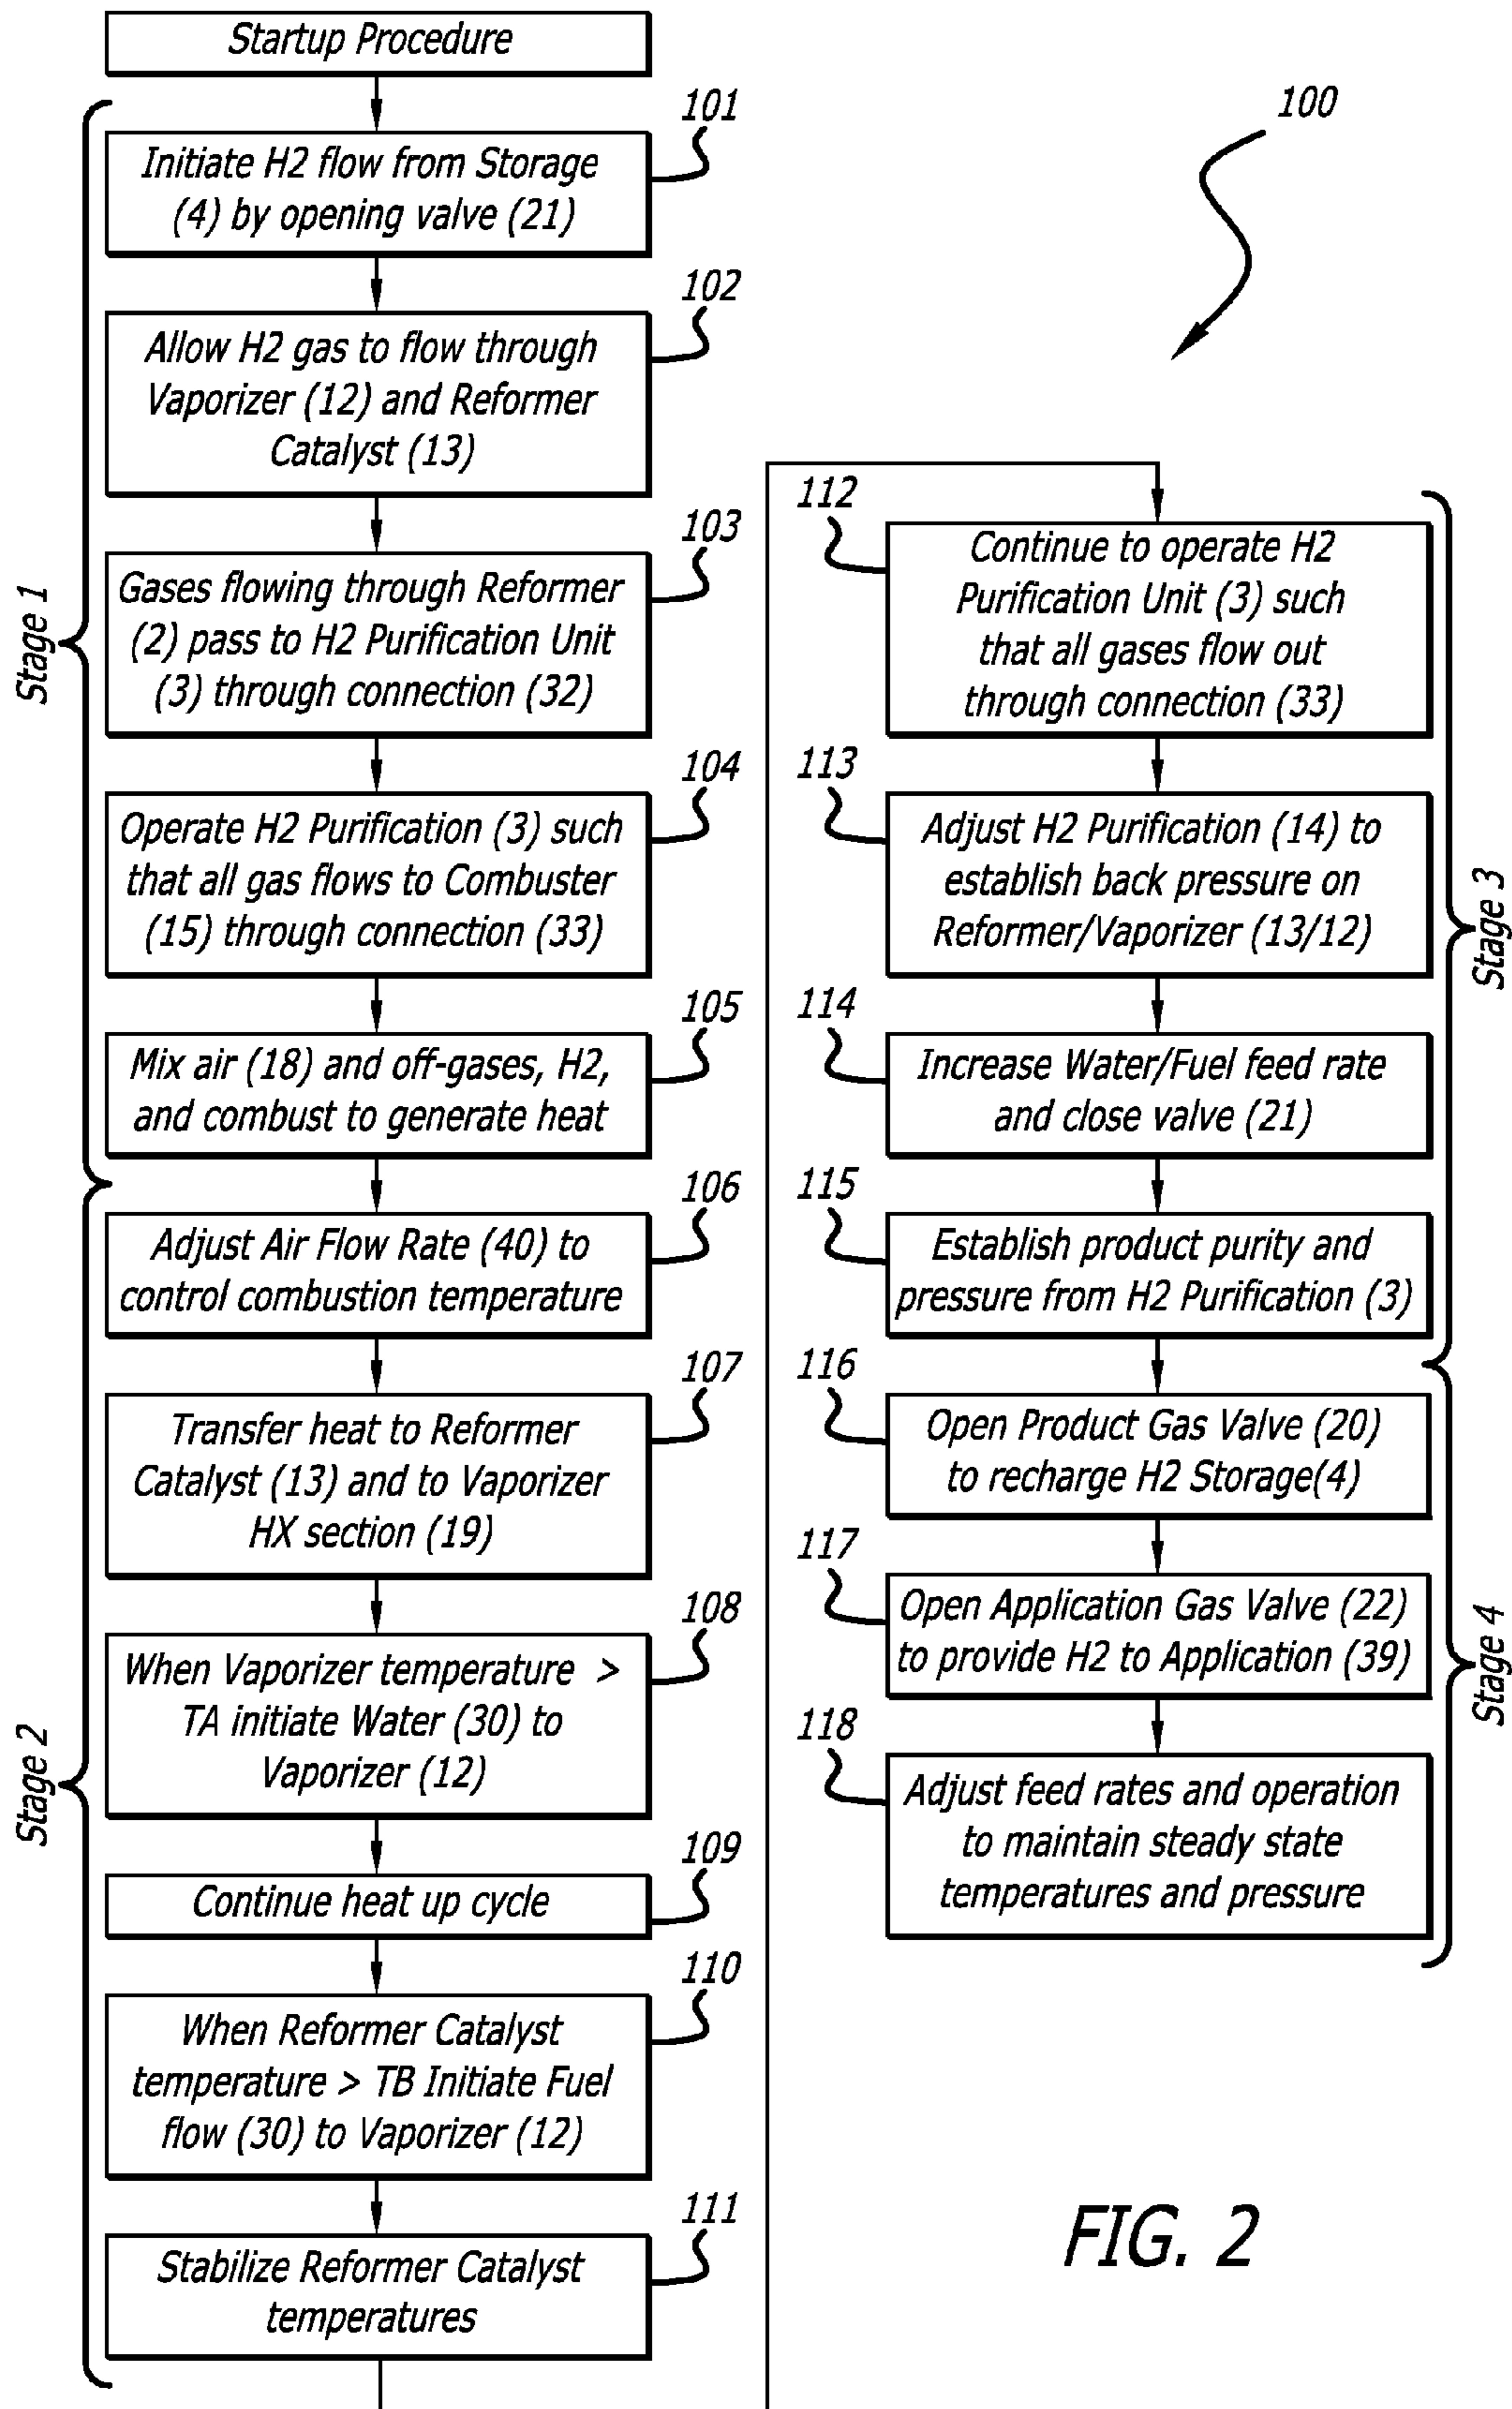 Startup Procedure
Stage 1
101
Initiate H2 flow from Storage
(4) by opening valve (21)
102
Allow H2 gas to flow through
Vaporizer (12) and Reformer
Catalyst (13)
103
Gases flowing through Reformer
(2) pass to H2 Purification Unit
(3) through connection (32)
104
Operate H2 Purification (3) such
that all gas flows to Combuster
(15) through connection (33)
105
Mix air (18) and off-gases, H2,
and combust to generate heat
Stage 2
106
Adjust Air Flow Rate (40) to
control combustion temperature
107
Transfer heat to Reformer
Catalyst (13) and to Vaporizer
HX section (19)
108
When Vaporizer temperature >
TA initiate Water (30) to
Vaporizer (12)
109
Continue heat up cycle
110
When Reformer Catalyst
temperature > TB Initiate Fuel
flow (30) to Vaporizer (12)
111
Stabilize Reformer Catalyst
temperatures
100
Stage 3
112
Continue to operate H2
Purification Unit (3) such
that all gases flow out
through connection (33)
113
Adjust H2 Purification (14) to
establish back pressure on
Reformer/Vaporizer (13/12)
114
Increase Water/Fuel feed rate
and close valve (21)
115
Establish product purity and
pressure from H2 Purification (3)
Stage 4
116
Open Product Gas Valve (20)
to recharge H2 Storage(4)
117
Open Application Gas Valve (22)
to provide H2 to Application (39)
118
Adjust feed rates and operation
to maintain steady state
temperatures and pressure
FIG. 2